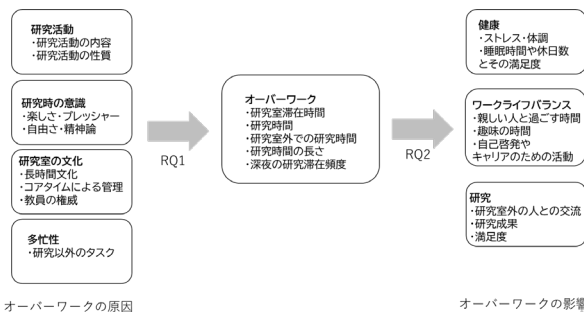 研究活動
・研究活動の内容
・研究活動の性質
研究時の意識
・楽しさ・プレッシャー
・自由さ・精神論
研究室の文化
・長時間文化
・コアタイムによる管理
・教員の権威
多忙性
・研究以外のタスク
オーバーワークの原因
RQ1
オーバーワーク
・研究室滞在時間
・研究時間
・研究室外での研究時間
・研究時間の長さ
・深夜の研究滞在頻度
RQ2
健康
・ストレス・体調
・睡眠時間や休日数
とその満足度
ワークライフバランス
・親しい人と過ごす時間
・趣味の時間
・自己啓発や
キャリアのための活動
研究
・研究室外の人との交流
・研究成果
・満足度
オーバーワークの影響